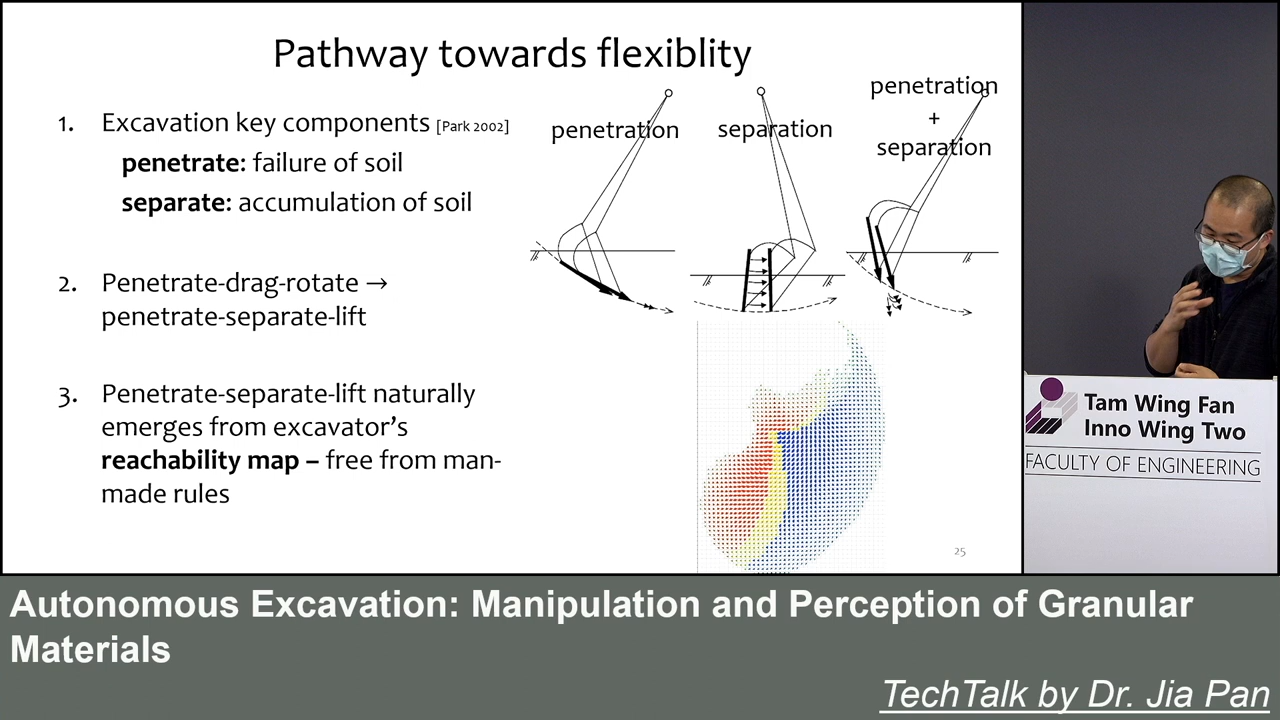 Pathway towards flexiblity
1. Excavation key components [Park 2002]
penetrate: failure of soil
separate: accumulation of soil
2. Penetrate-drag-rotate →
penetrate-separate-lift
3. Penetrate-separate-lift naturally
emerges from excavator's
reachability map – free from man-
made rules
penetration
separation
penetration
+
separation
25
Tam Wing Fan
Inno Wing Two
FACULTY OF ENGINEERING
Autonomous Excavation: Manipulation and Perception of Granular
Materials
TechTalk by Dr. Jia Pan